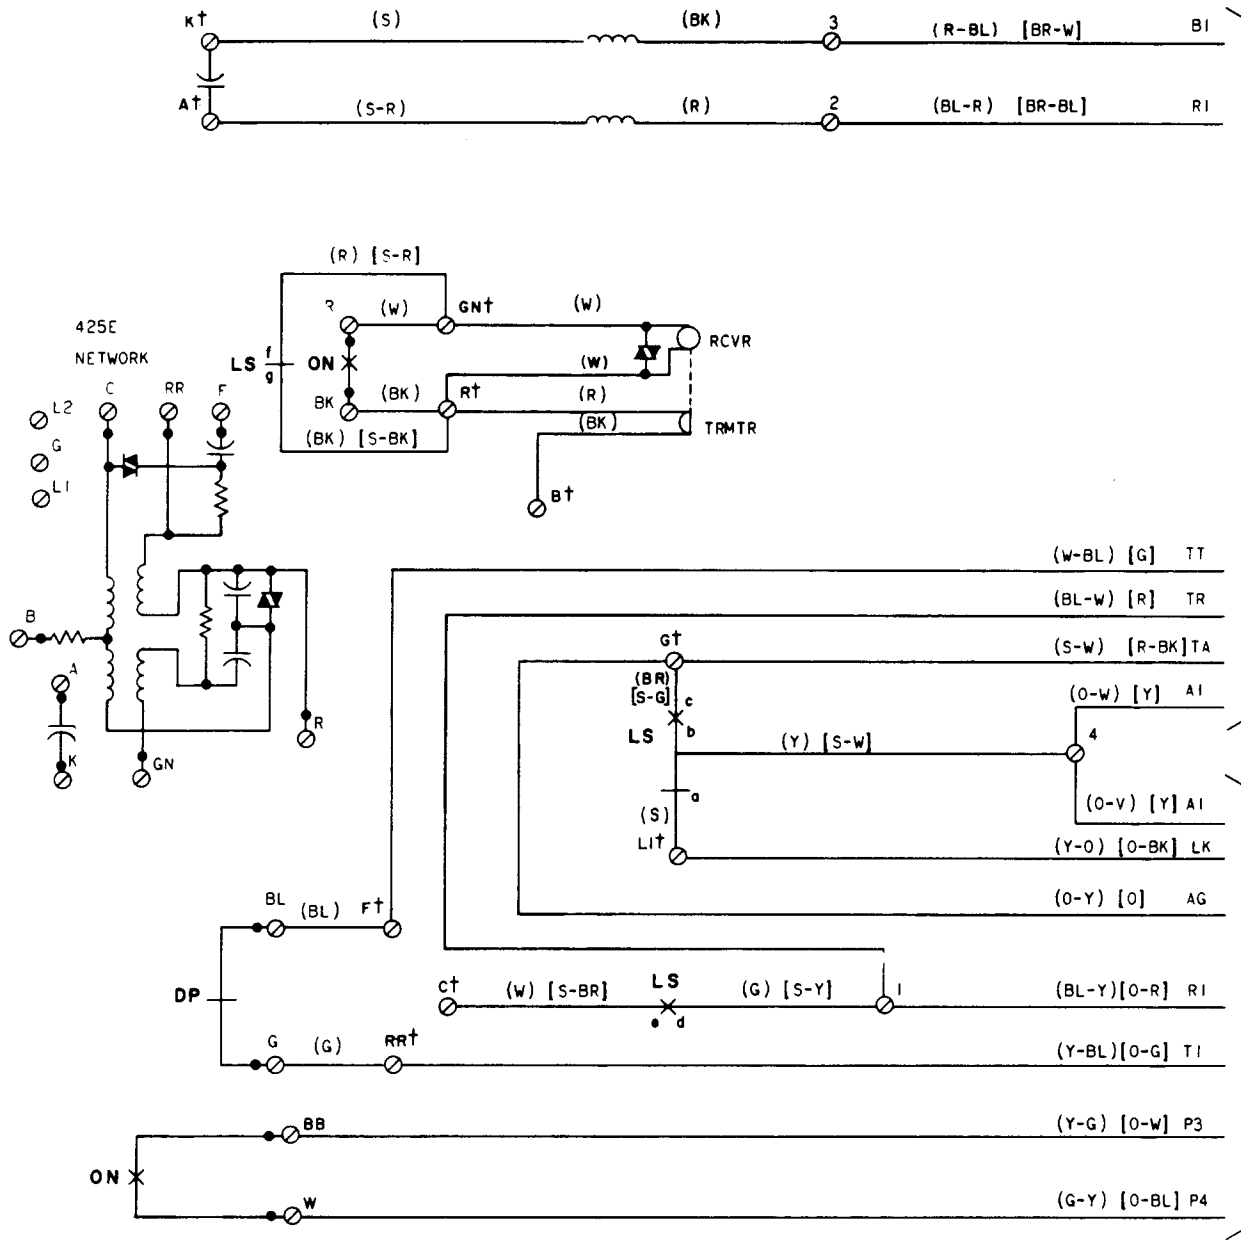 K† (S) (BK) 3 (R-BL) [BR-W] B1
A† (S-R) (R) 2 (BL-R) [BR-BL] R1
(R) [S-R]
R (W) GN† (W)
425E
NETWORK
LS f g ON RCVR
(W)
C RR F
BK (BK) R† (R)
L2
(BK) [S-BK] (BK) TRMTR
G
L1
B†
(W-BL) [G] TT
(BL-W) [R] TR
B
G† (S-W) [R-BK] TA
(BR)
[S-G] c
(O-W) [Y] A1
A
LS b
(Y) [S-W] 4
R
K GN
a
(S) (O-V) [Y] A1
L1† (Y-O) [O-BK] LK
BL (BL) F† (O-Y) [O] AG
DP C† (W) [S-BR] LS (G) [S-Y] 1 (BL-Y) [O-R] R1
e d
G (G) RR† (Y-BL) [O-G] T1
BB (Y-G) [O-W] P3
ON
W (G-Y) [O-BL] P4